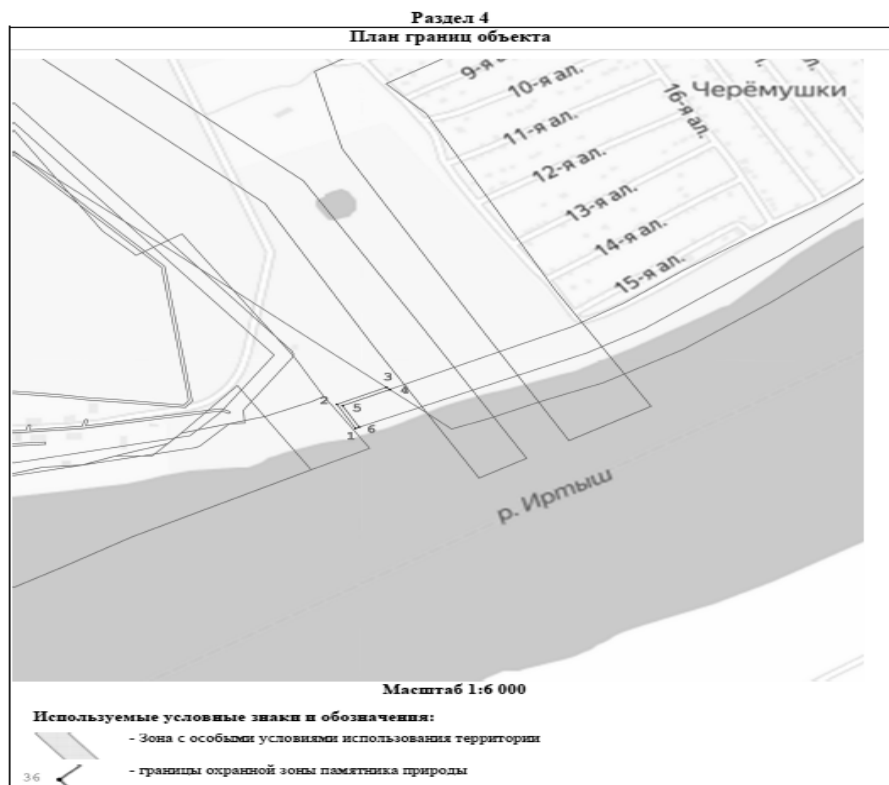 Раздел 4
План границ объекта
9-я ал.
10-я ал.
11-я ал.
12-я ал.
13-я ал.
14-я ал.
15-я ал.
16-я ал.
Черёмушки
3
4
2
5
1
6
р. Иртыш
Масштаб 1:6 000
Используемые условные знаки и обозначения:
- Зона с особыми условиями использования территории
36
- границы охранной зоны памятника природы